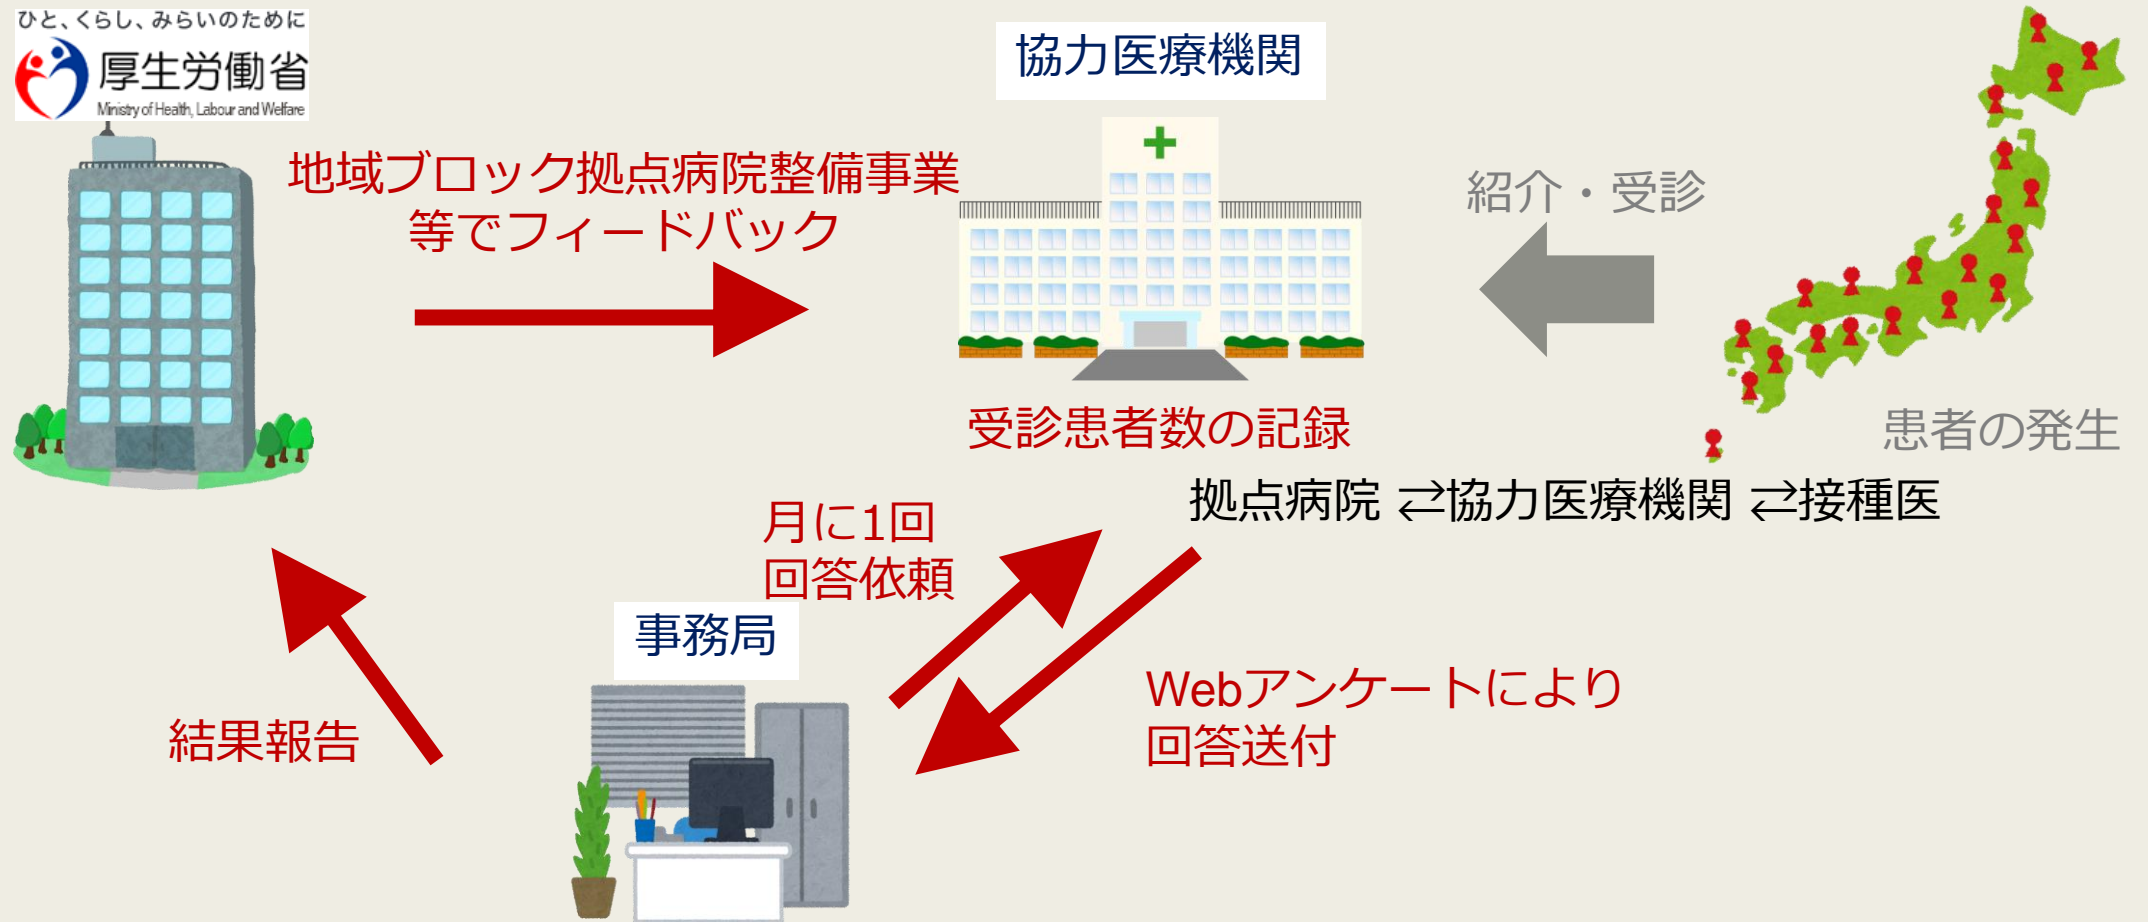 ひと、くらし、みらいのために
厚生労働省
Ministry of Health, Labour and Welfare
協力医療機関
地域ブロック拠点病院整備事業
等でフィードバック
紹介・受診
受診患者数の記録
患者の発生
拠点病院 ⇄協力医療機関 ⇄接種医
月に1回
回答依頼
事務局
Webアンケートにより
回答送付
結果報告